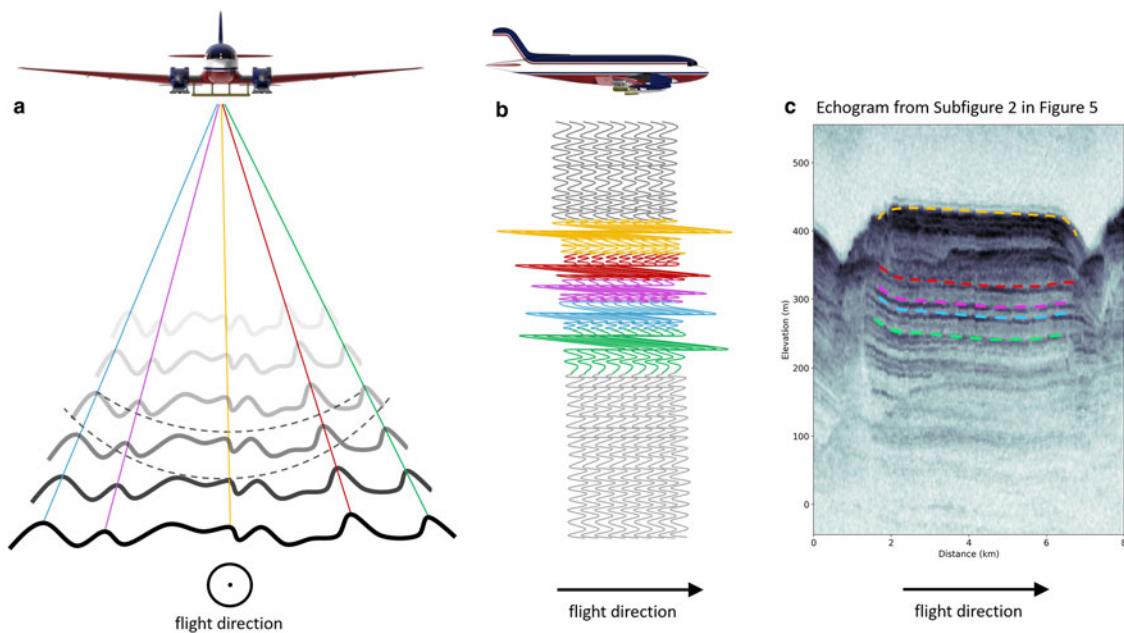 a
b
c
Echogram from Subfigure 2 in Figure 5
500
400
300
200
100
0
Elevation (m)
0
2
4
6
8
Distance (km)
flight direction
flight direction
flight direction